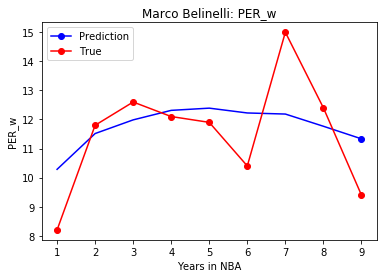 Marco Belinelli: PER_w
Prediction
True
15
14
13
12
11
10
9
8
PER_w
1 2 3 4 5 6 7 8 9
Years in NBA